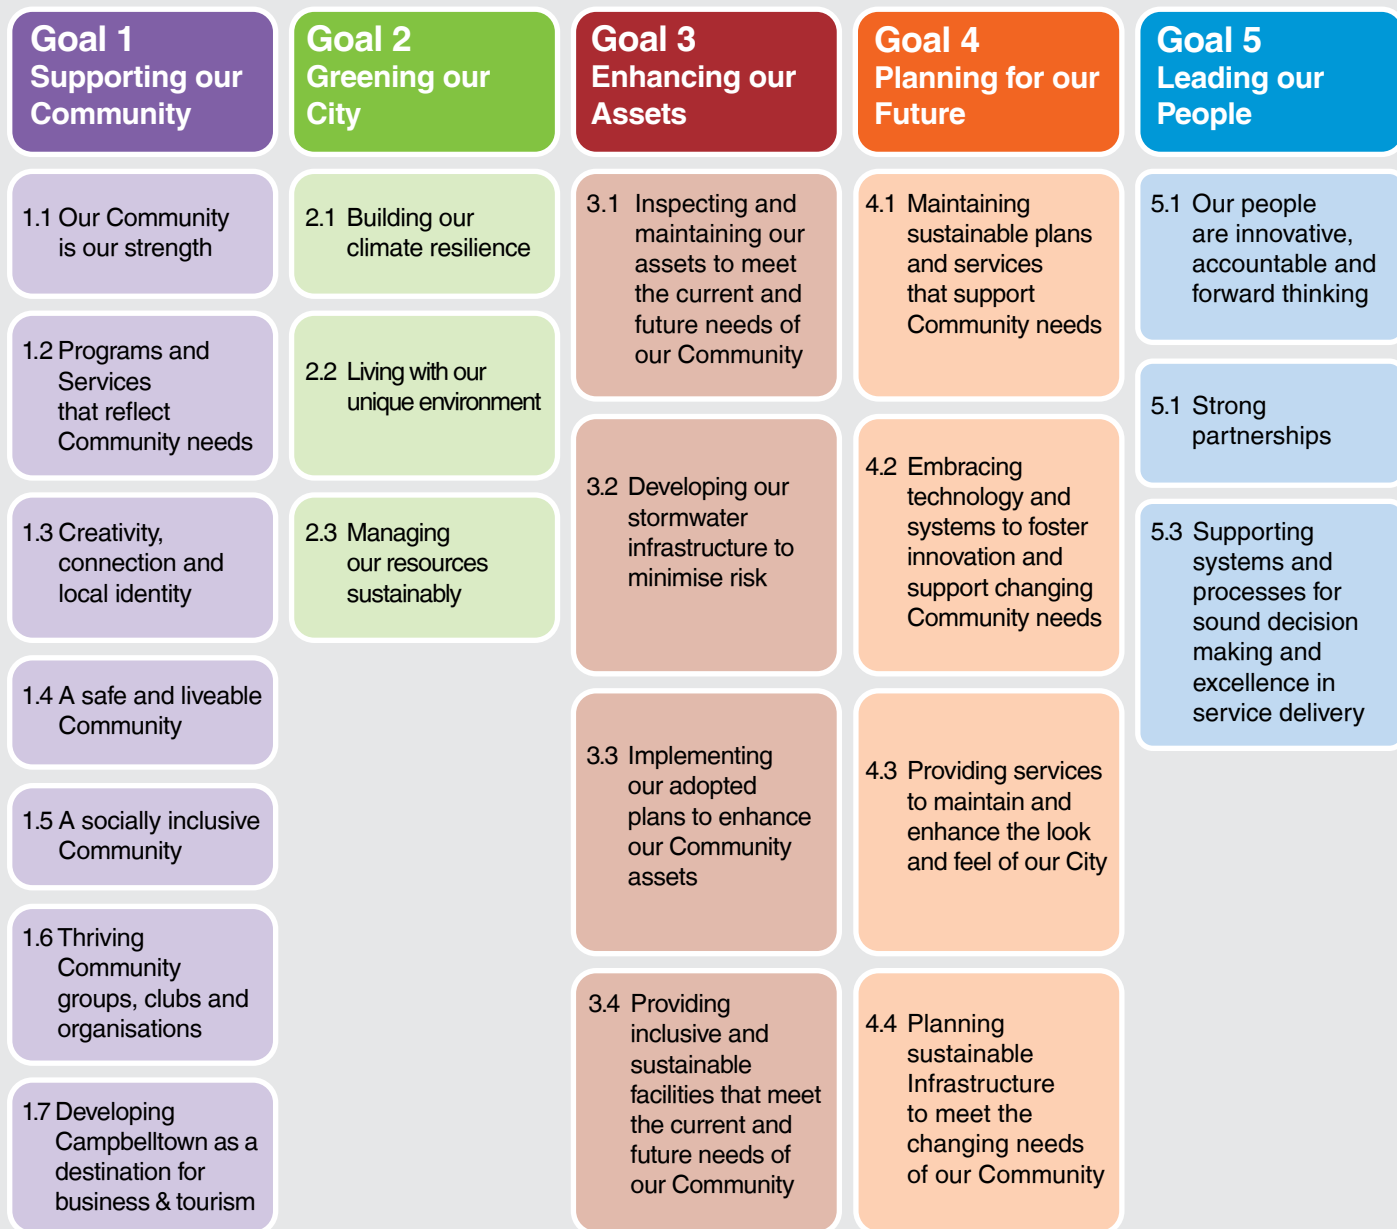 Goal 1
Supporting our
Community
1.1 Our Community
is our strength
1.2 Programs and
Services
that reflect
Community needs
1.3 Creativity,
connection and
local identity
1.4 A safe and liveable
Community
1.5 A socially inclusive
Community
1.6 Thriving
Community
groups, clubs and
organisations
1.7 Developing
Campbelltown as a
destination for
business & tourism
Goal 2
Greening our
City
2.1 Building our
climate resilience
2.2 Living with our
unique environment
2.3 Managing
our resources
sustainably
Goal 3
Enhancing our
Assets
3.1 Inspecting and
maintaining our
assets to meet
the current and
future needs of
our Community
3.2 Developing our
stormwater
infrastructure to
minimise risk
3.3 Implementing
our adopted
plans to enhance
our Community
assets
3.4 Providing
inclusive and
sustainable
facilities that meet
the current and
future needs of
our Community
Goal 4
Planning for our
Future
4.1 Maintaining
sustainable plans
and services
that support
Community needs
4.2 Embracing
technology and
systems to foster
innovation and
support changing
Community needs
4.3 Providing services
to maintain and
enhance the look
and feel of our City
4.4 Planning
sustainable
Infrastructure
to meet the
changing needs
of our Community
Goal 5
Leading our
People
5.1 Our people
are innovative,
accountable and
forward thinking
5.1 Strong
partnerships
5.3 Supporting
systems and
processes for
sound decision
making and
excellence in
service delivery